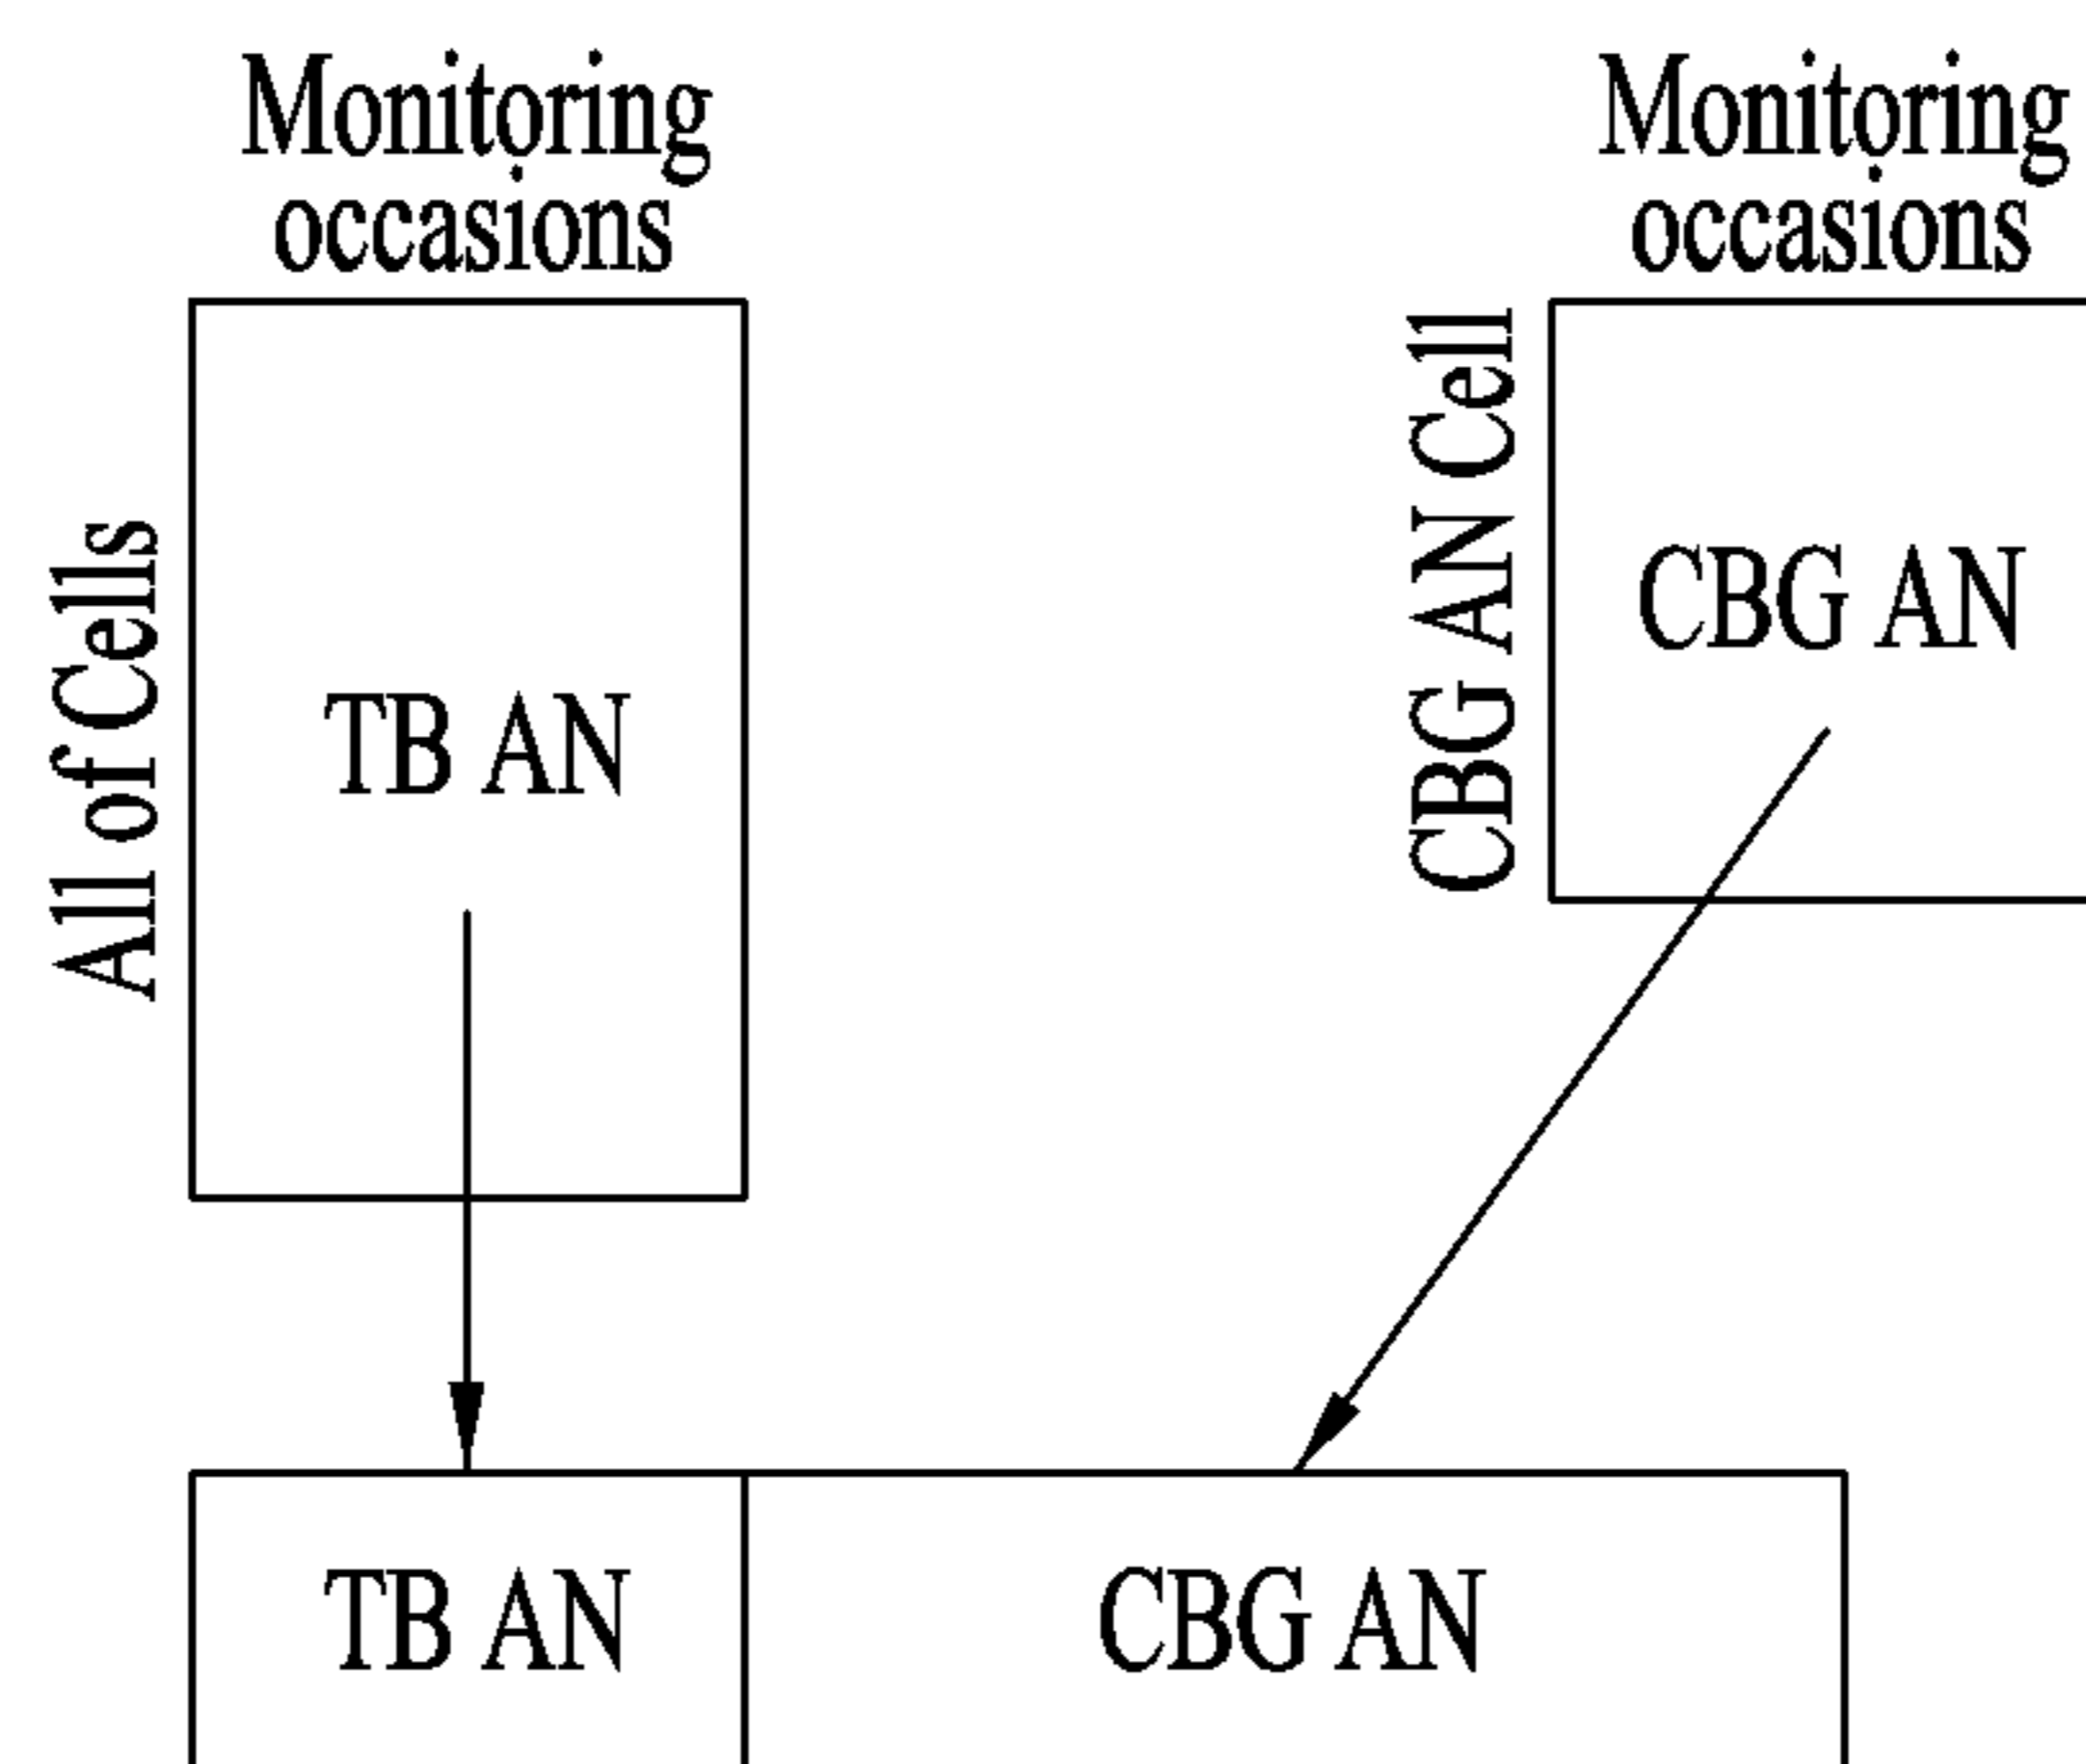 Monitoring
occasions
All of Cells
TB AN
Monitoring
occasions
CBG AN Cell
CBG AN
TB AN
CBG AN